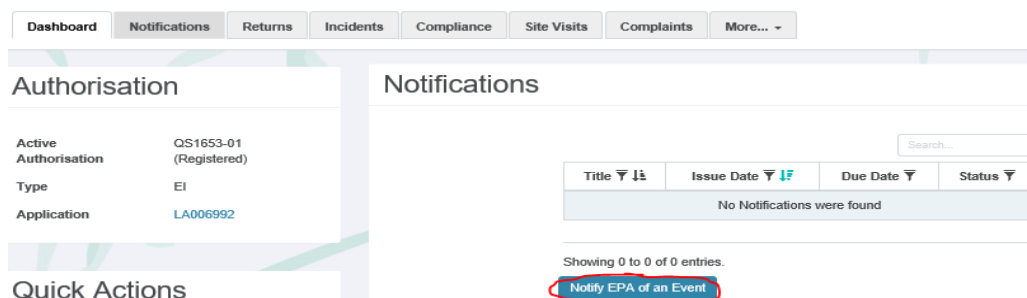 Dashboard Notifications Returns Incidents Compliance Site Visits Complaints More...
Authorisation
Active Authorisation QS1653-01 (Registered)
Type EI
Application LA006992
Quick Actions
Notifications
Search...
Title Issue Date Due Date Status
No Notifications were found
Showing 0 to 0 of 0 entries.
Notify EPA of an Event